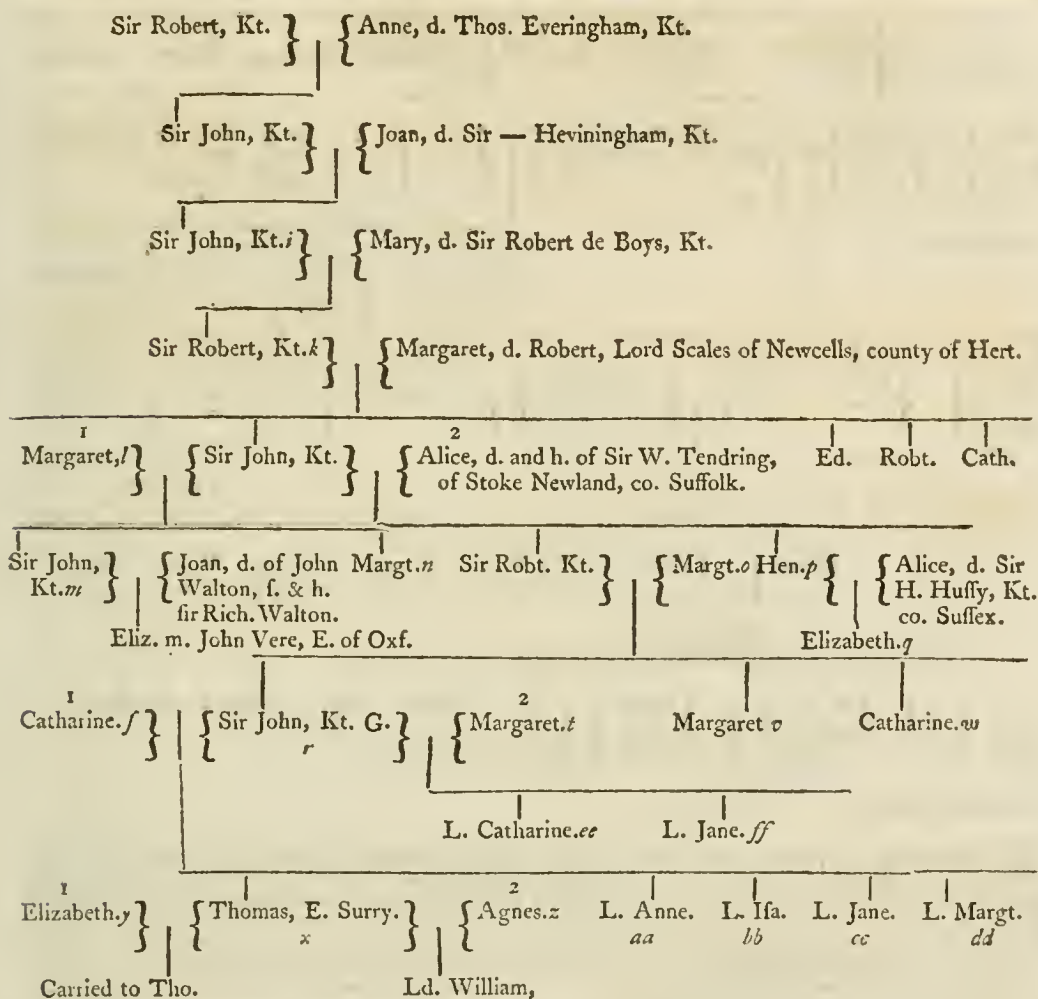 Sir Robert, Kt. } { Anne, d. Thos. Everingham, Kt.
Sir John, Kt. } { Joan, d. Sir — Heviningham, Kt.
Sir John, Kt.i } { Mary, d. Sir Robert de Boys, Kt.
Sir Robert, Kt.k } { Margaret, d. Robert, Lord Scales of Newcells, county of Hert.
1 2
Margaret,l } { Sir John, Kt. } { Alice, d. and h. of Sir W. Tendring, Ed. Robt. Cath.
of Stoke Newland, co. Suffolk.
Sir John, } { Joan, d. of John Margt.n Sir Robt. Kt. } { Margt.o Hen.p } { Alice, d. Sir
Kt.m Walton, ſ. & h. H. Huſſy, Kt.
ſir Rich. Walton. co. Suſſex.
Eliz. m. John Vere, E. of Oxf. Elizabeth.q
1 2
Catharine.ſ } { Sir John, Kt. G. } { Margaret.t Margaret v Catharine.w
r
L. Catharine.ee L. Jane.ff
1 2
Elizabeth.y } { Thomas, E. Surry. } { Agnes.z L. Anne. L. Iſa. L. Jane. L. Margt.
x aa bb cc dd
Carried to Tho. Ld. William,